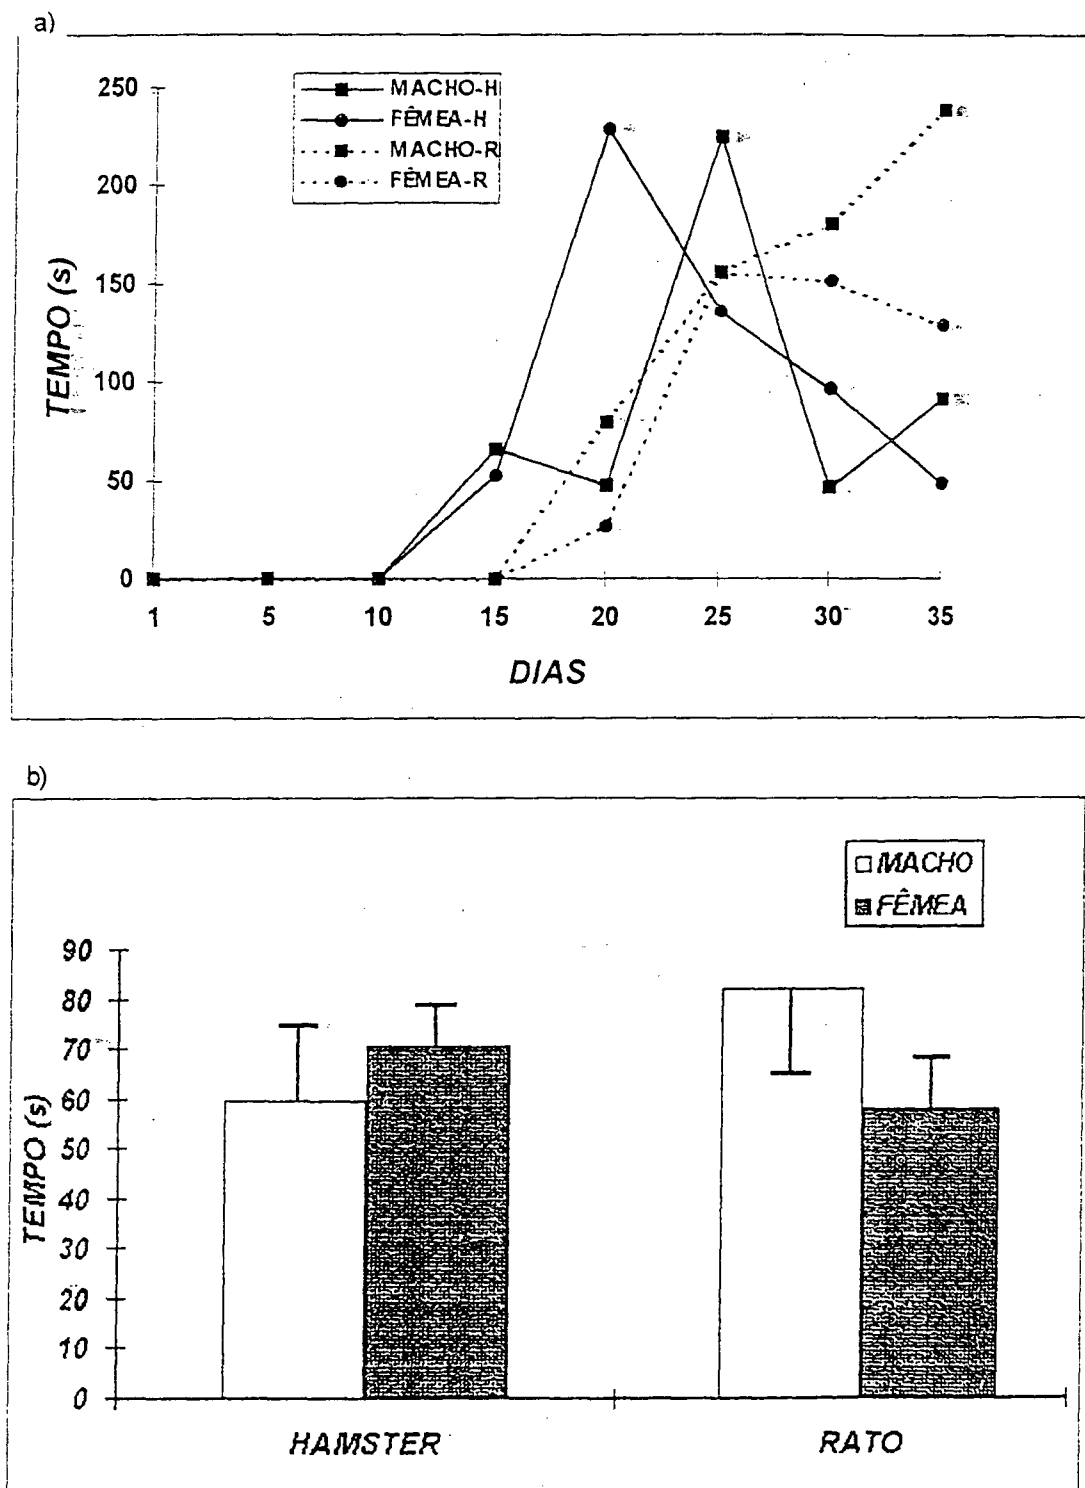 a)
250
200
150
100
50
0
TEMPO (s)
MACHO-H
FÊMEA-H
MACHO-R
FÊMEA-R
1 5 10 15 20 25 30 35
DIAS
b)
MACHO
FÊMEA
90
80
70
60
50
40
30
20
10
0
TEMPO (s)
HAMSTER RATO